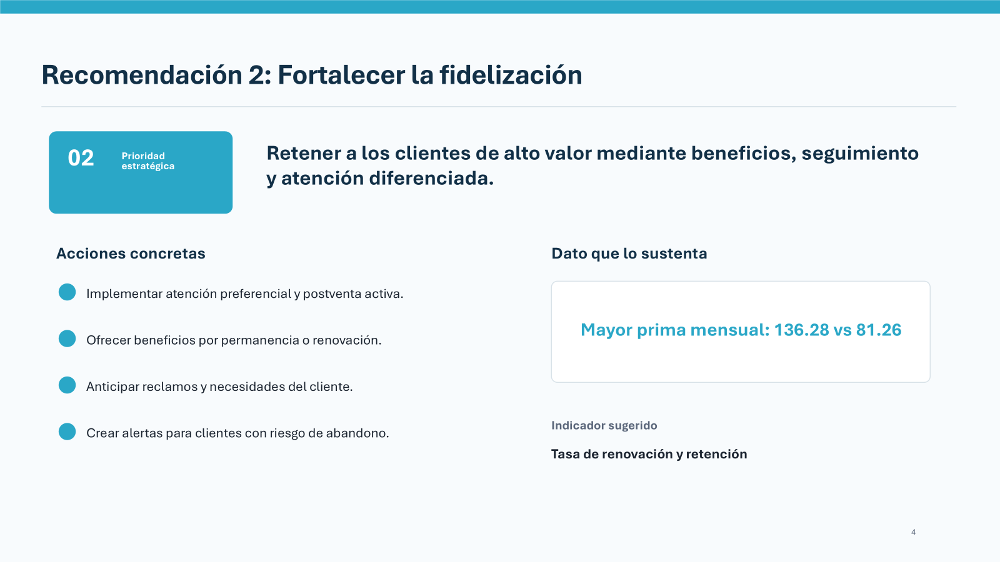 Recomendación 2: Fortalecer la fidelización
02
Prioridad
estratégica
Retener a los clientes de alto valor mediante beneficios, seguimiento
y atención diferenciada.
Acciones concretas
Implementar atención preferencial y postventa activa.
Ofrecer beneficios por permanencia o renovación.
Anticipar reclamos y necesidades del cliente.
Crear alertas para clientes con riesgo de abandono.
Dato que lo sustenta
Mayor prima mensual: 136.28 vs 81.26
Indicador sugerido
Tasa de renovación y retención
4